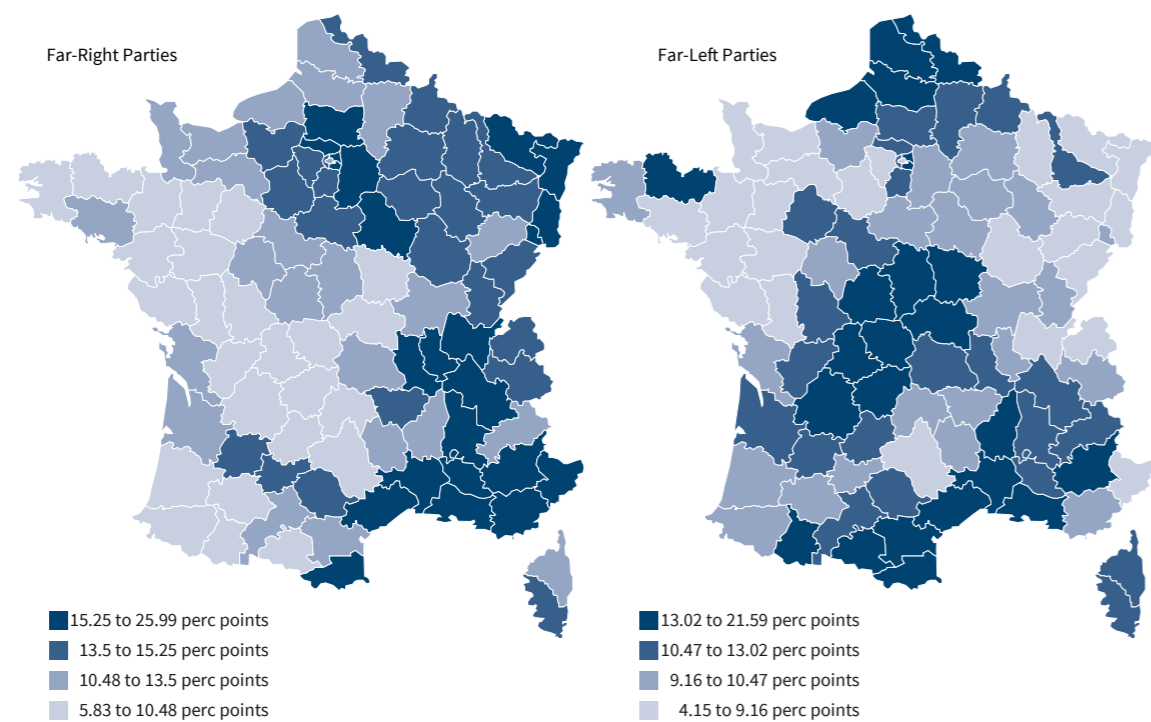 Far-Right Parties
15.25 to 25.99 perc points
13.5 to 15.25 perc points
10.48 to 13.5 perc points
5.83 to 10.48 perc points
Far-Left Parties
13.02 to 21.59 perc points
10.47 to 13.02 perc points
9.16 to 10.47 perc points
4.15 to 9.16 perc points